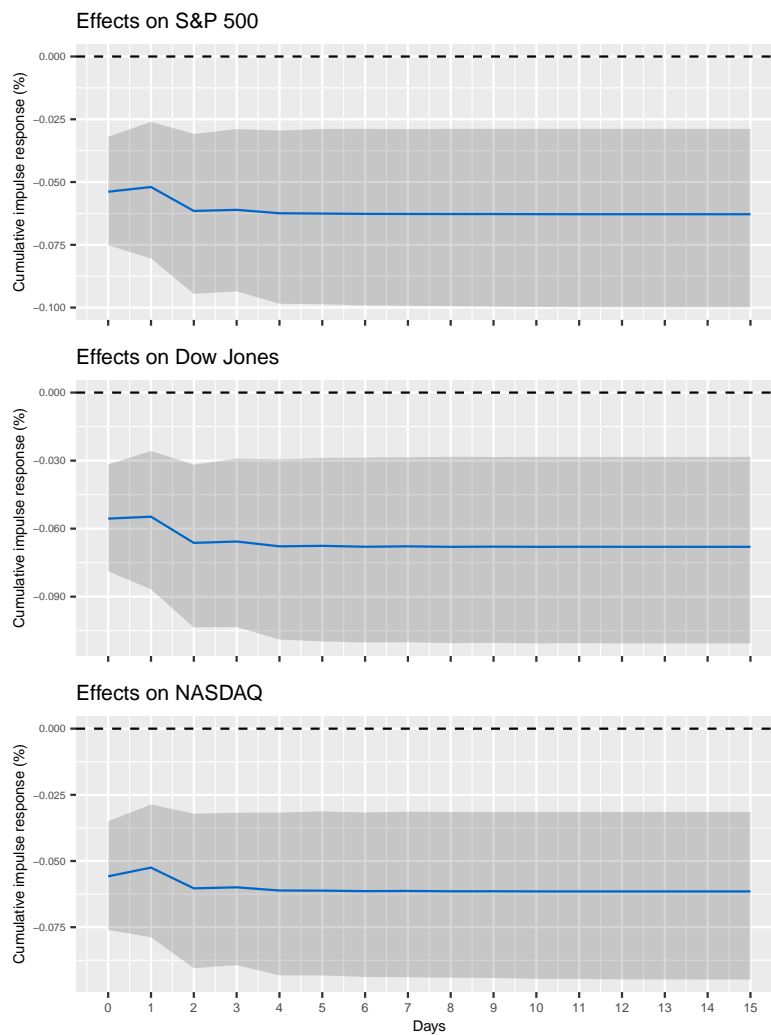 Effects on S&P 500
Cumulative impulse response (%)
0.000
−0.025
−0.050
−0.075
−0.100
Effects on Dow Jones
Cumulative impulse response (%)
0.000
−0.030
−0.060
−0.090
Effects on NASDAQ
Cumulative impulse response (%)
0.000
−0.025
−0.050
−0.075
0 1 2 3 4 5 6 7 8 9 10 11 12 13 14 15
Days